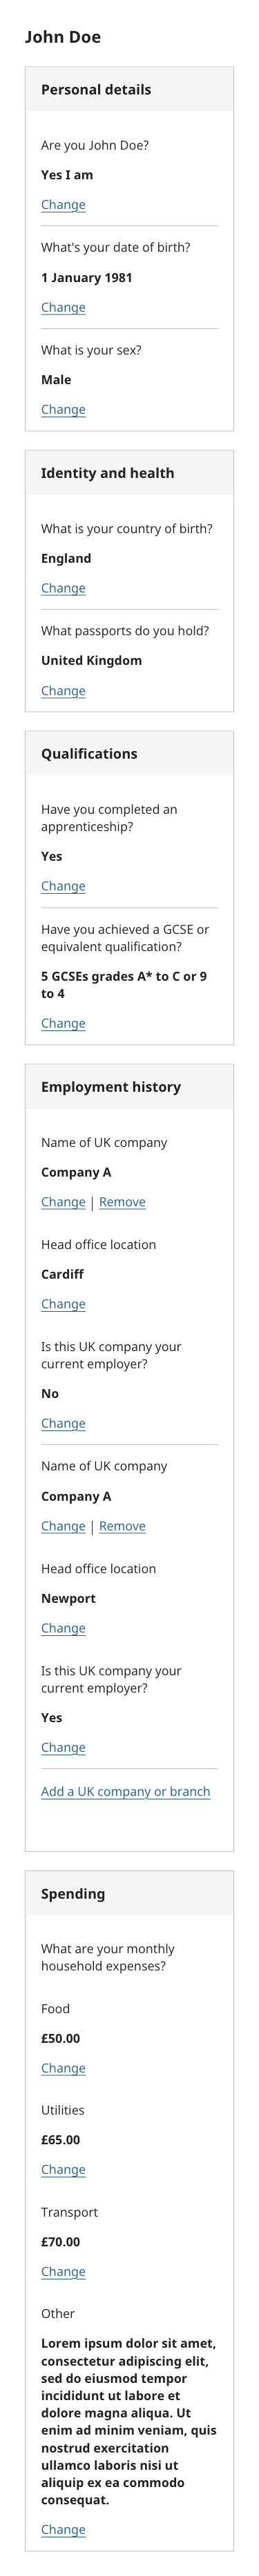 John Doe
Personal details
Are you John Doe?
Yes I am
Change
What's your date of birth?
1 January 1981
Change
What is your sex?
Male
Change
Identity and health
What is your country of birth?
England
Change
What passports do you hold?
United Kingdom
Change
Qualifications
Have you completed an
apprenticeship?
Yes
Change
Have you achieved a GCSE or
equivalent qualification?
5 GCSEs grades A* to C or 9
to 4
Change
Employment history
Name of UK company
Company A
Change | Remove
Head office location
Cardiff
Change
Is this UK company your
current employer?
No
Change
Name of UK company
Company A
Change | Remove
Head office location
Newport
Change
Is this UK company your
current employer?
Yes
Change
Add a UK company or branch
Spending
What are your monthly
household expenses?
Food
£50.00
Change
Utilities
£65.00
Change
Transport
£70.00
Change
Other
Lorem ipsum dolor sit amet,
consectetur adipiscing elit,
sed do eiusmod tempor
incididunt ut labore et
dolore magna aliqua. Ut
enim ad minim veniam, quis
nostrud exercitation
ullamco laboris nisi ut
aliquip ex ea commodo
consequat.
Change